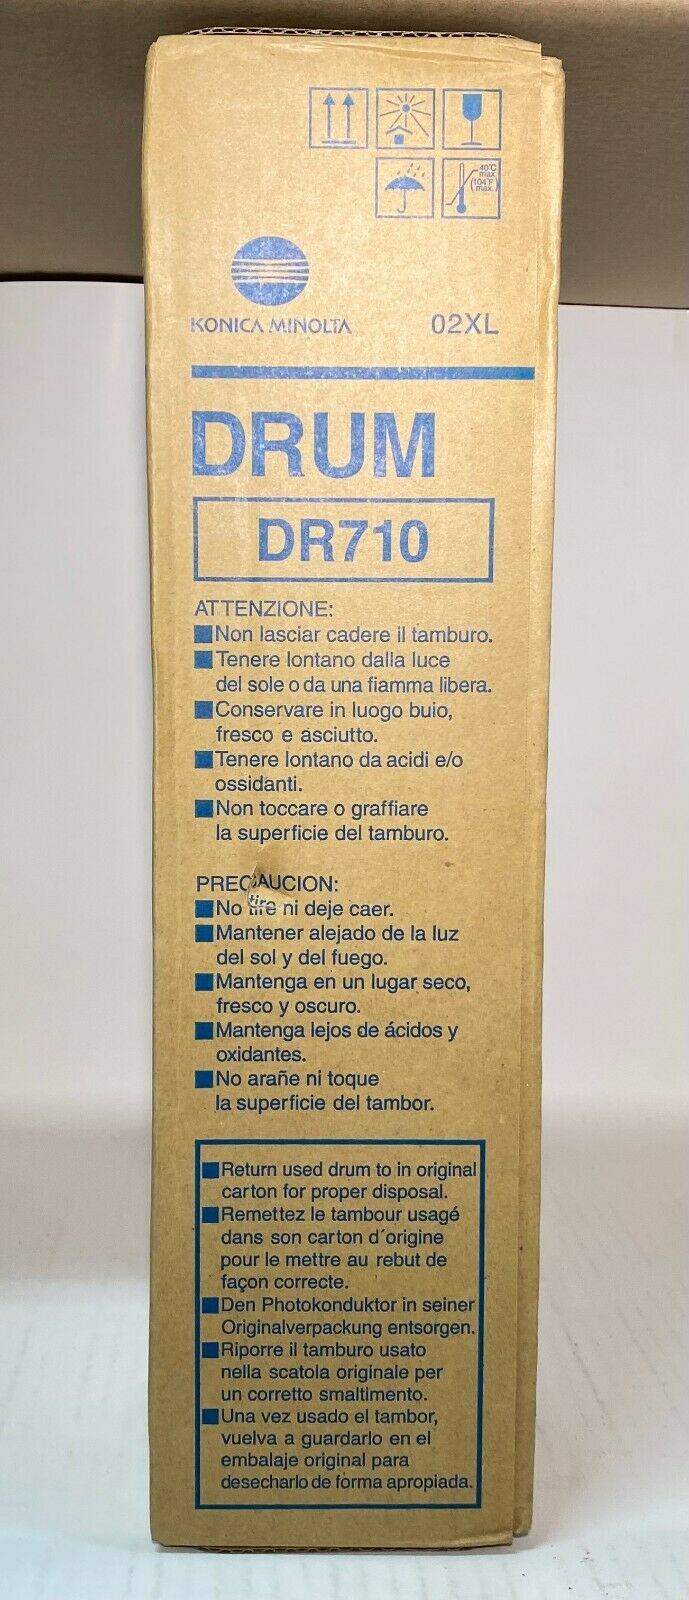 40°C
max.
(104°F
max.)
KONICA MINOLTA
02XL
DRUM
DR710
ATTENZIONE:
■Non lasciar cadere il tamburo.
■Tenere lontano dalla luce
del sole o da una fiamma libera.
■Conservare in luogo buio,
fresco e asciutto.
■Tenere lontano da acidi e/o
ossidanti.
■Non toccare o graffiare
la superficie del tamburo.
PRECAUCION:
■No tire ni deje caer.
■Mantener alejado de la luz
del sol y del fuego.
■Mantenga en un lugar seco,
fresco y oscuro.
■Mantenga lejos de ácidos y
oxidantes.
■No arañe ni toque
la superficie del tambor.
■Return used drum to in original
carton for proper disposal.
■Remettez le tambour usagé
dans son carton d´origine
pour le mettre au rebut de
façon correcte.
■Den Photokonduktor in seiner
Originalverpackung entsorgen.
■Riporre il tamburo usato
nella scatola originale per
un corretto smaltimento.
■Una vez usado el tambor,
vuelva a guardarlo en el
embalaje original para
desecharlo de forma apropiada.